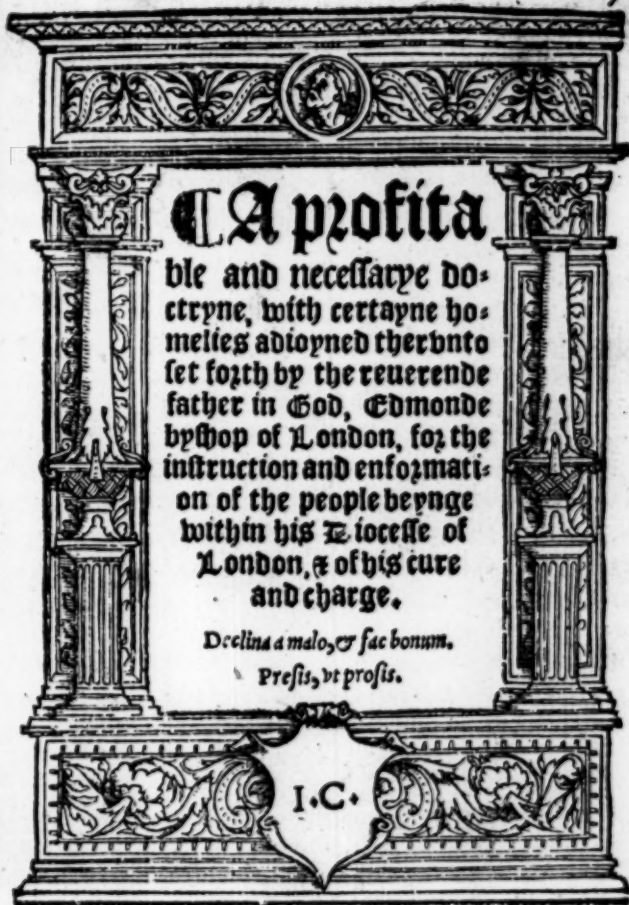 ❡A profita
ble and necessarye do-
ctryne, with certayne ho-
melies adioyned thervnto
set forth by the reuerende
father in God, Edmonde
byshop of London, for the
instruction and enformati-
on of the people beynge
within his Diocesse of
London, & of his cure
and charge.
Declina a malo, & fac bonum.
Presis, vt prosis.
I.C.